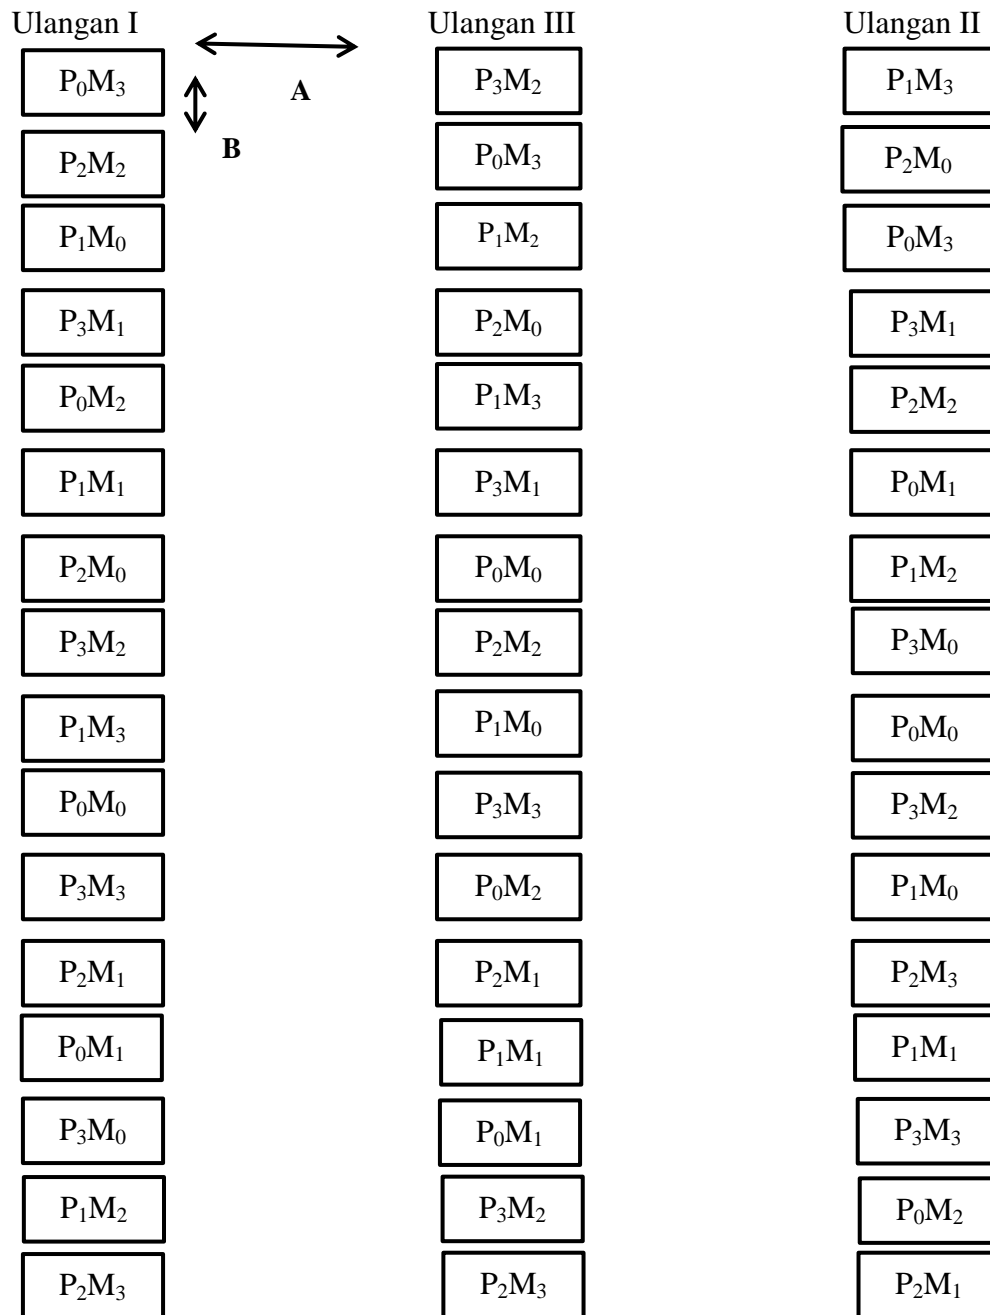 Ulangan I Ulangan III Ulangan II
P₀M₃ A P₃M₂ P₁M₃
B
P₂M₂ P₀M₃ P₂M₀
P₁M₀ P₁M₂ P₀M₃
P₃M₁ P₂M₀ P₃M₁
P₀M₂ P₁M₃ P₂M₂
P₁M₁ P₃M₁ P₀M₁
P₂M₀ P₀M₀ P₁M₂
P₃M₂ P₂M₂ P₃M₀
P₁M₃ P₁M₀ P₀M₀
P₀M₀ P₃M₃ P₃M₂
P₃M₃ P₀M₂ P₁M₀
P₂M₁ P₂M₁ P₂M₃
P₀M₁ P₁M₁ P₁M₁
P₃M₀ P₀M₁ P₃M₃
P₁M₂ P₃M₂ P₀M₂
P₂M₃ P₂M₃ P₂M₁